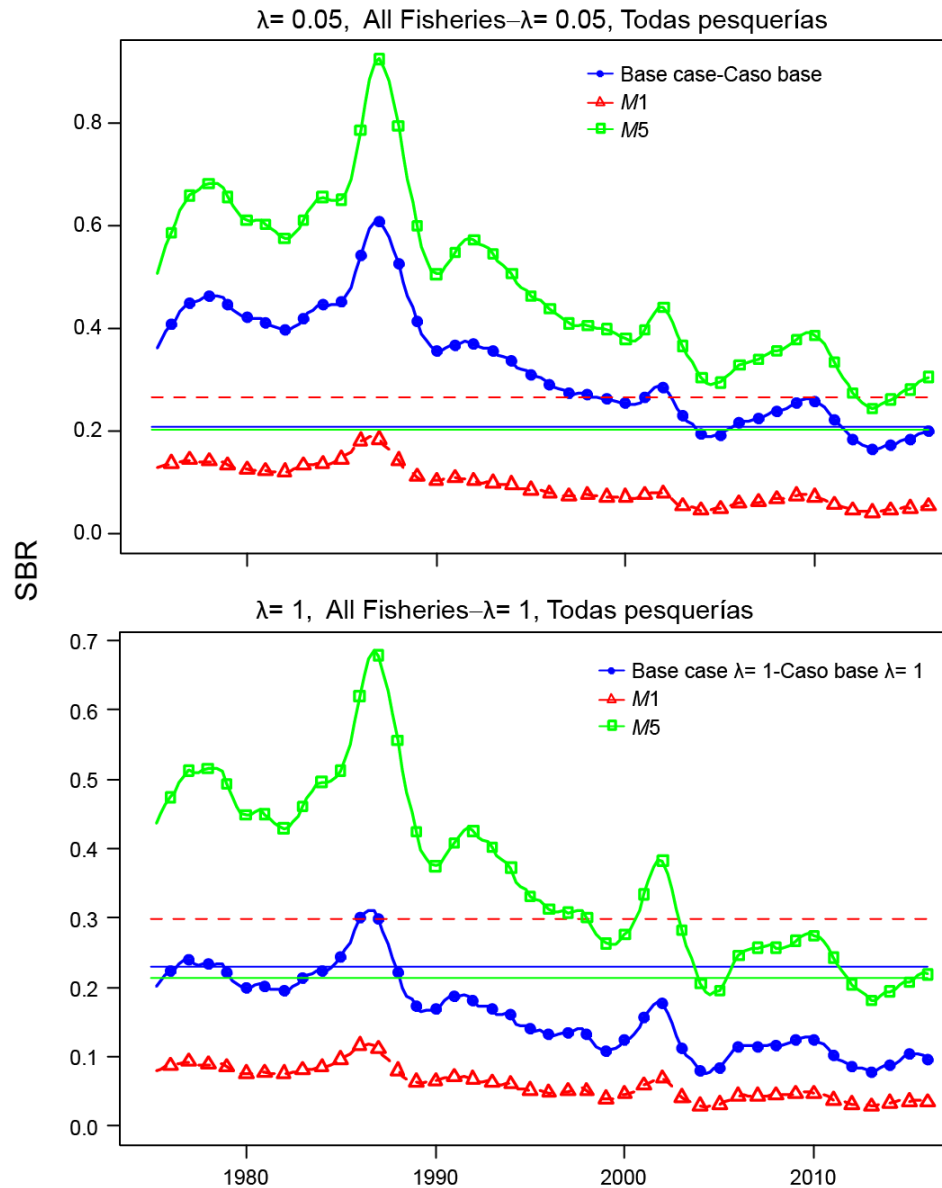 λ= 0.05, All Fisheries–λ= 0.05, Todas pesquerías
Base case-Caso base
M1
M5
0.8
0.6
0.4
0.2
0.0
1980 1990 2000 2010
SBR
λ= 1, All Fisheries–λ= 1, Todas pesquerías
Base case λ= 1-Caso base λ= 1
M1
M5
0.7
0.6
0.5
0.4
0.3
0.2
0.1
0.0
1980 1990 2000 2010